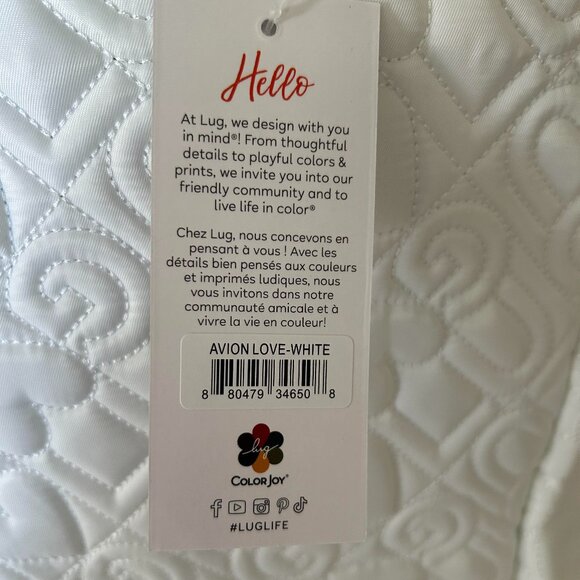 Hello
At Lug, we design with you
in mind®! From thoughtful
details to playful colors &
prints, we invite you into our
friendly community and to
live life in color®
Chez Lug, nous concevons en
pensant à vous ! Avec les
détails bien pensés aux couleurs
et imprimés ludiques, nous
vous invitons dans notre
communauté amicale et à
vivre la vie en couleur!
AVION LOVE-WHITE
8 80479 34650 8
lug
COLORJOY®
#LUGLIFE